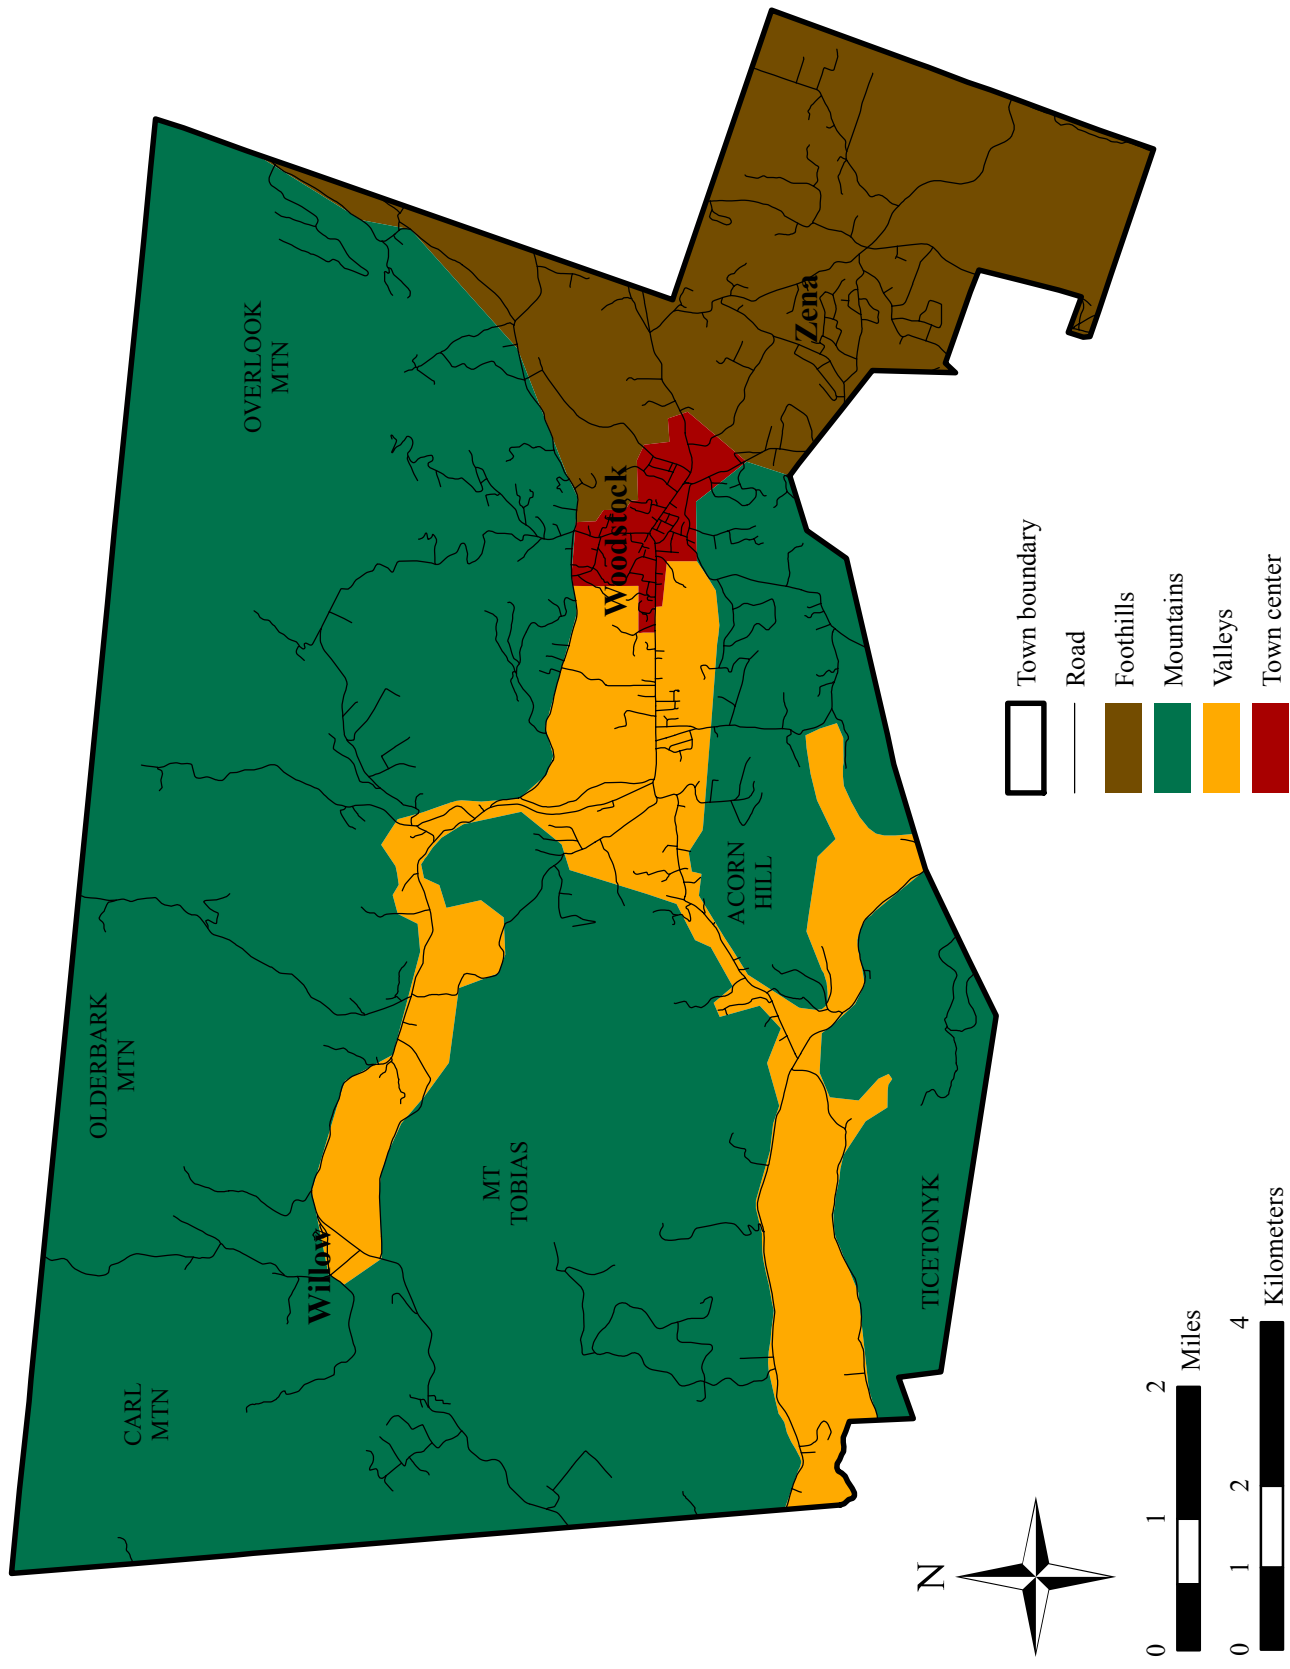 CARL
MTN
OLDERBARK
MTN
OVERLOOK
MTN
Willow
MT
TOBIAS
Woodstock
ACORN
HILL
Zena
TICETONYK
N
0 1 2
Miles
0 1 2 4
Kilometers
Town boundary
Road
Foothills
Mountains
Valleys
Town center